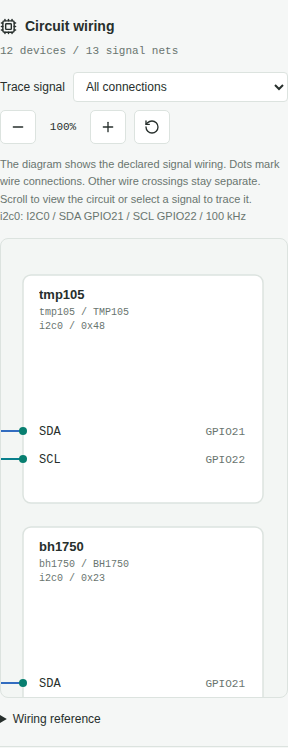 Circuit wiring
12 devices / 13 signal nets
Trace signal All connections
100%
The diagram shows the declared signal wiring. Dots mark
wire connections. Other wire crossings stay separate.
Scroll to view the circuit or select a signal to trace it.
i2c0: I2C0 / SDA GPIO21 / SCL GPIO22 / 100 kHz
tmp105
tmp105 / TMP105
i2c0 / 0x48
SDA GPIO21
SCL GPIO22
bh1750
bh1750 / BH1750
i2c0 / 0x23
SDA GPIO21
Wiring reference